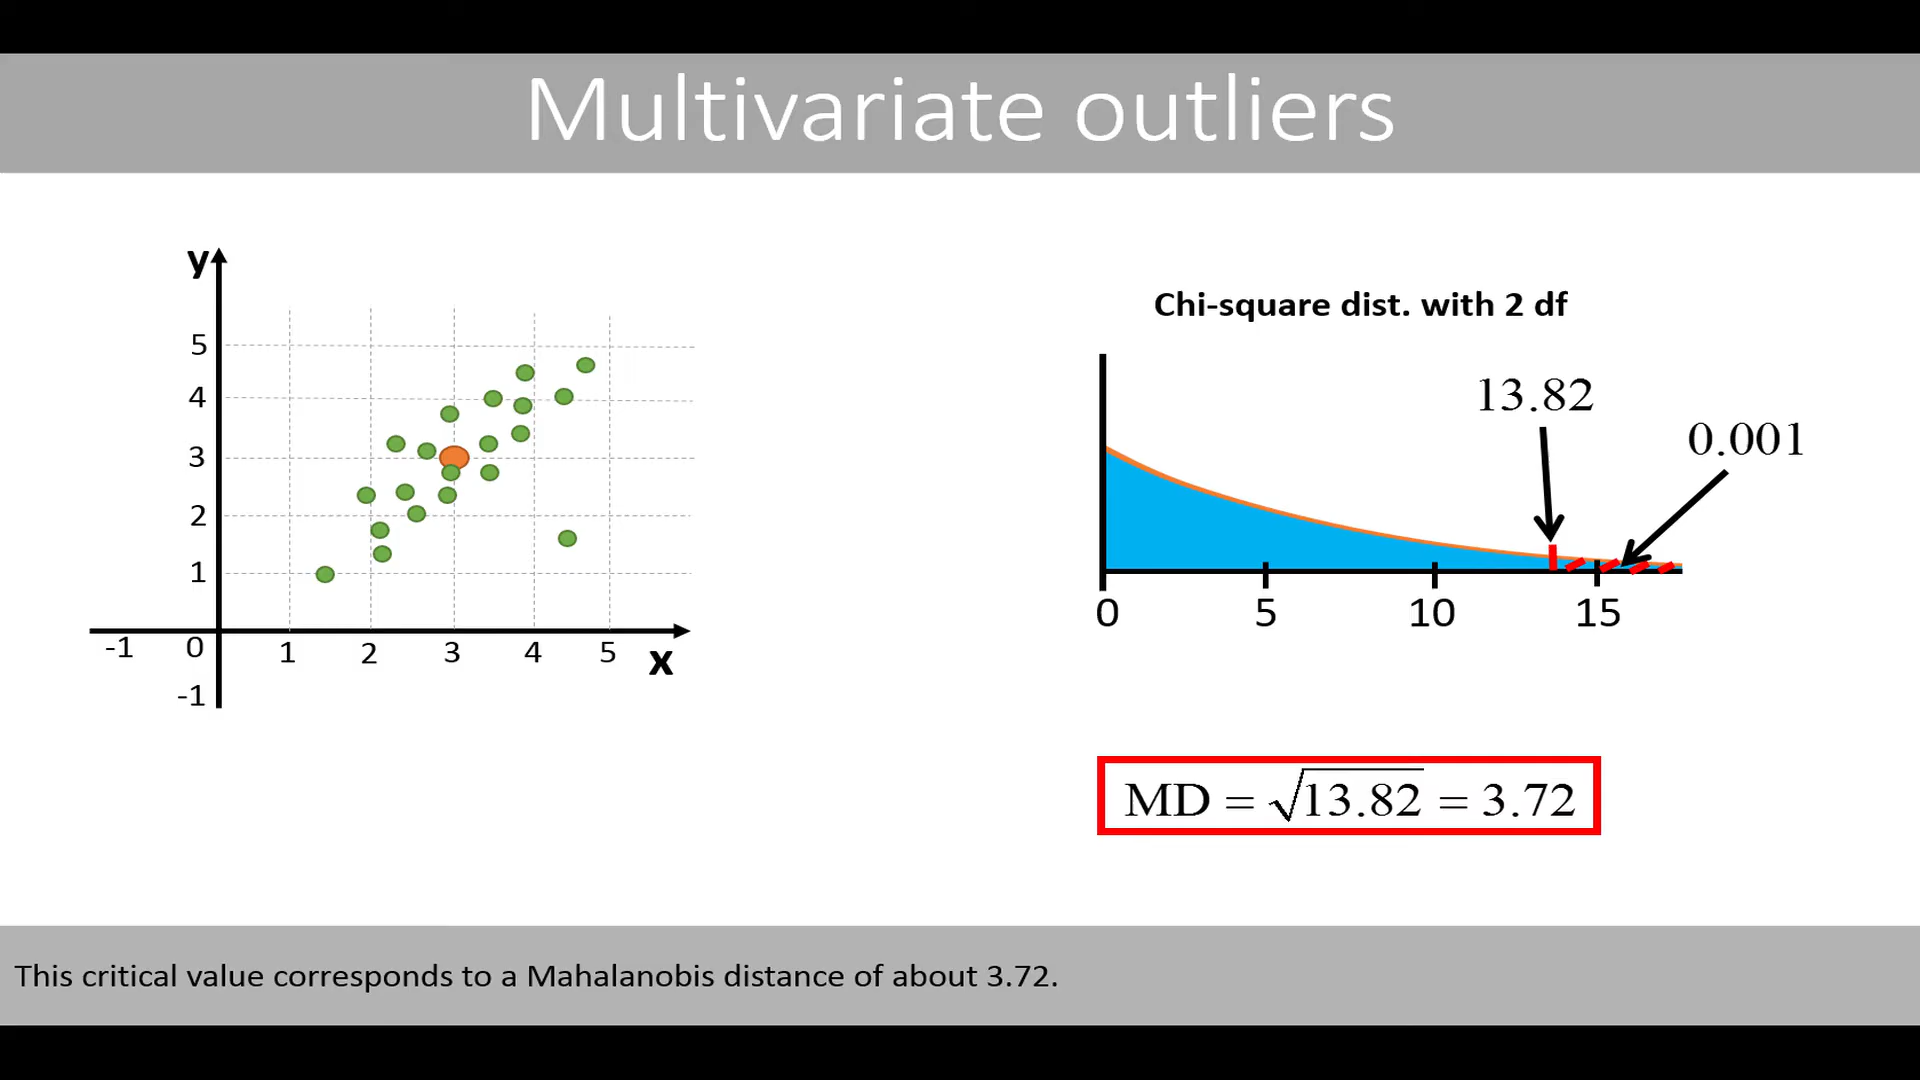 Multivariate outliers
y
5
4
3
2
1
-1 0 1 2 3 4 5 x
-1
Chi-square dist. with 2 df
13.82
0.001
0 5 10 15
MD = √13.82 = 3.72
This critical value corresponds to a Mahalanobis distance of about 3.72.